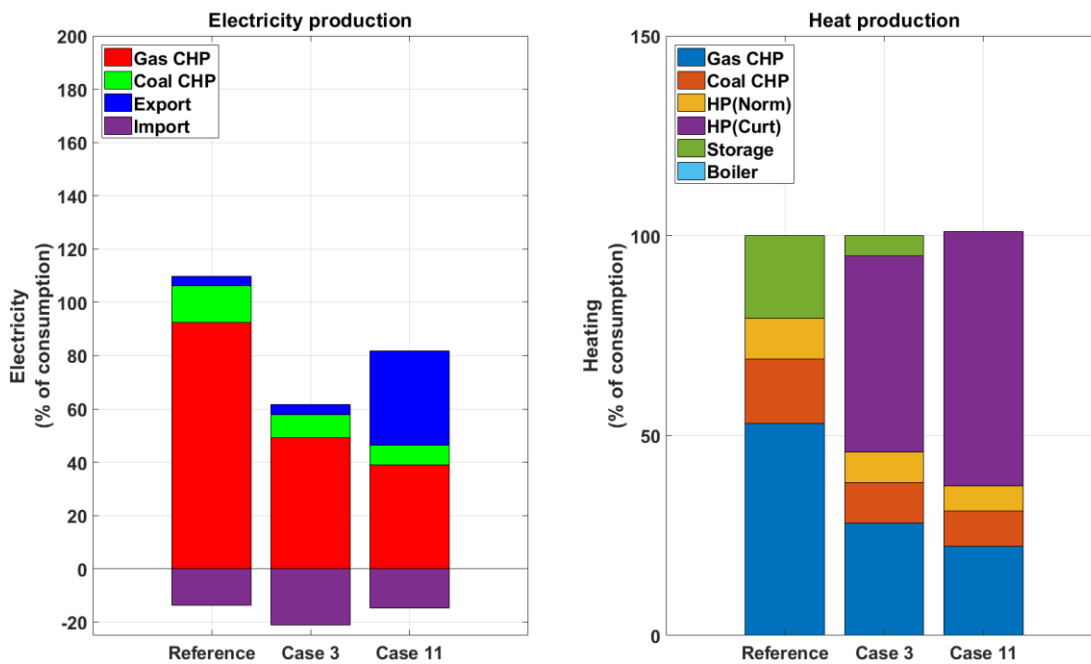 Electricity production
Electricity
(% of consumption)
200
180
160
140
120
100
80
60
40
20
0
-20
Gas CHP
Coal CHP
Export
Import
Reference Case 3 Case 11
Heat production
Heating
(% of consumption)
150
100
50
0
Gas CHP
Coal CHP
HP(Norm)
HP(Curt)
Storage
Boiler
Reference Case 3 Case 11